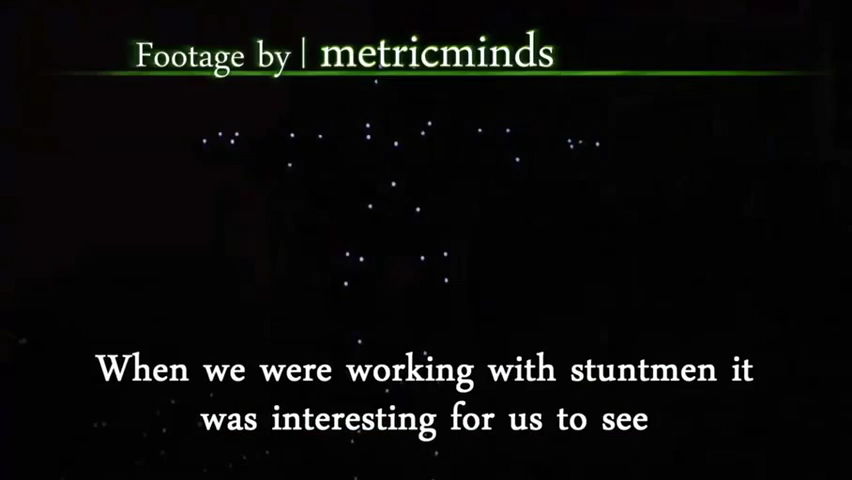 Footage by | metricminds
When we were working with stuntmen it
was interesting for us to see